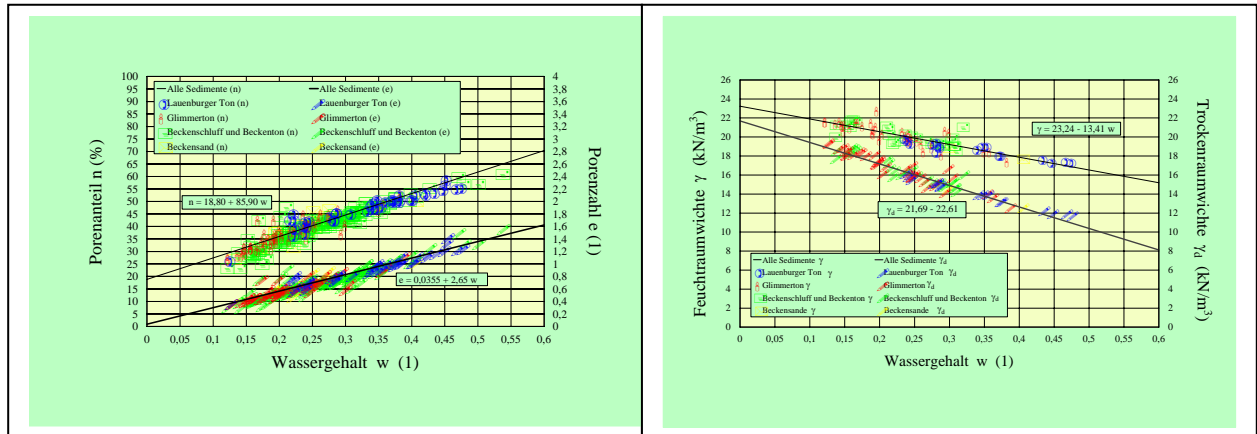 100
95
90
85
80
75
70
65
60
55
50
45
40
35
30
25
20
15
10
5
0
Porenanteil n (%)
Alle Sedimente (n)
Lauenburger Ton (n)
Glimmerton (n)
Beckenschluff und Beckenton (n)
Beckensand (n)
Alle Sedimente (e)
Lauenburger Ton (e)
Glimmerton (e)
Beckenschluff und Beckenton (e)
Beckensand (e)
n = 18,80 + 85,90 w
e = 0,0355 + 2,65 w
4
3,8
3,6
3,4
3,2
3
2,8
2,6
2,4
2,2
2
1,8
1,6
1,4
1,2
1
0,8
0,6
0,4
0,2
0
Porenzahl e (1)
0 0,05 0,1 0,15 0,2 0,25 0,3 0,35 0,4 0,45 0,5 0,55 0,6
Wassergehalt w (1)
26
24
22
20
18
16
14
12
10
8
6
4
2
0
Feuchtraumwichte γ (kN/m³)
γ = 23,24 - 13,41 w
γd = 21,69 - 22,61
Alle Sedimente γ
Lauenburger Ton γ
Glimmerton γ
Beckenschluff und Beckenton γ
Beckensande γ
Alle Sedimente γd
Lauenburger Ton γd
Glimmerton γd
Beckenschluff und Beckenton γd
Beckensande γd
26
24
22
20
18
16
14
12
10
8
6
4
2
0
Trockenraumwichte γd (kN/m³)
0 0,05 0,1 0,15 0,2 0,25 0,3 0,35 0,4 0,45 0,5 0,55 0,6
Wassergehalt w (1)